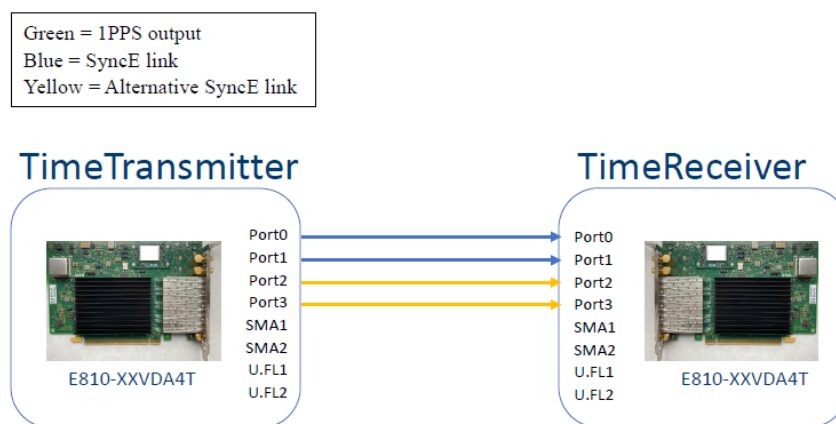 Green = 1PPS output
Blue = SyncE link
Yellow = Alternative SyncE link
TimeTransmitter
TimeReceiver
Port0
Port1
Port2
Port3
SMA1
SMA2
U.FL1
U.FL2
E810-XXVDA4T
Port0
Port1
Port2
Port3
SMA1
SMA2
U.FL1
U.FL2
E810-XXVDA4T